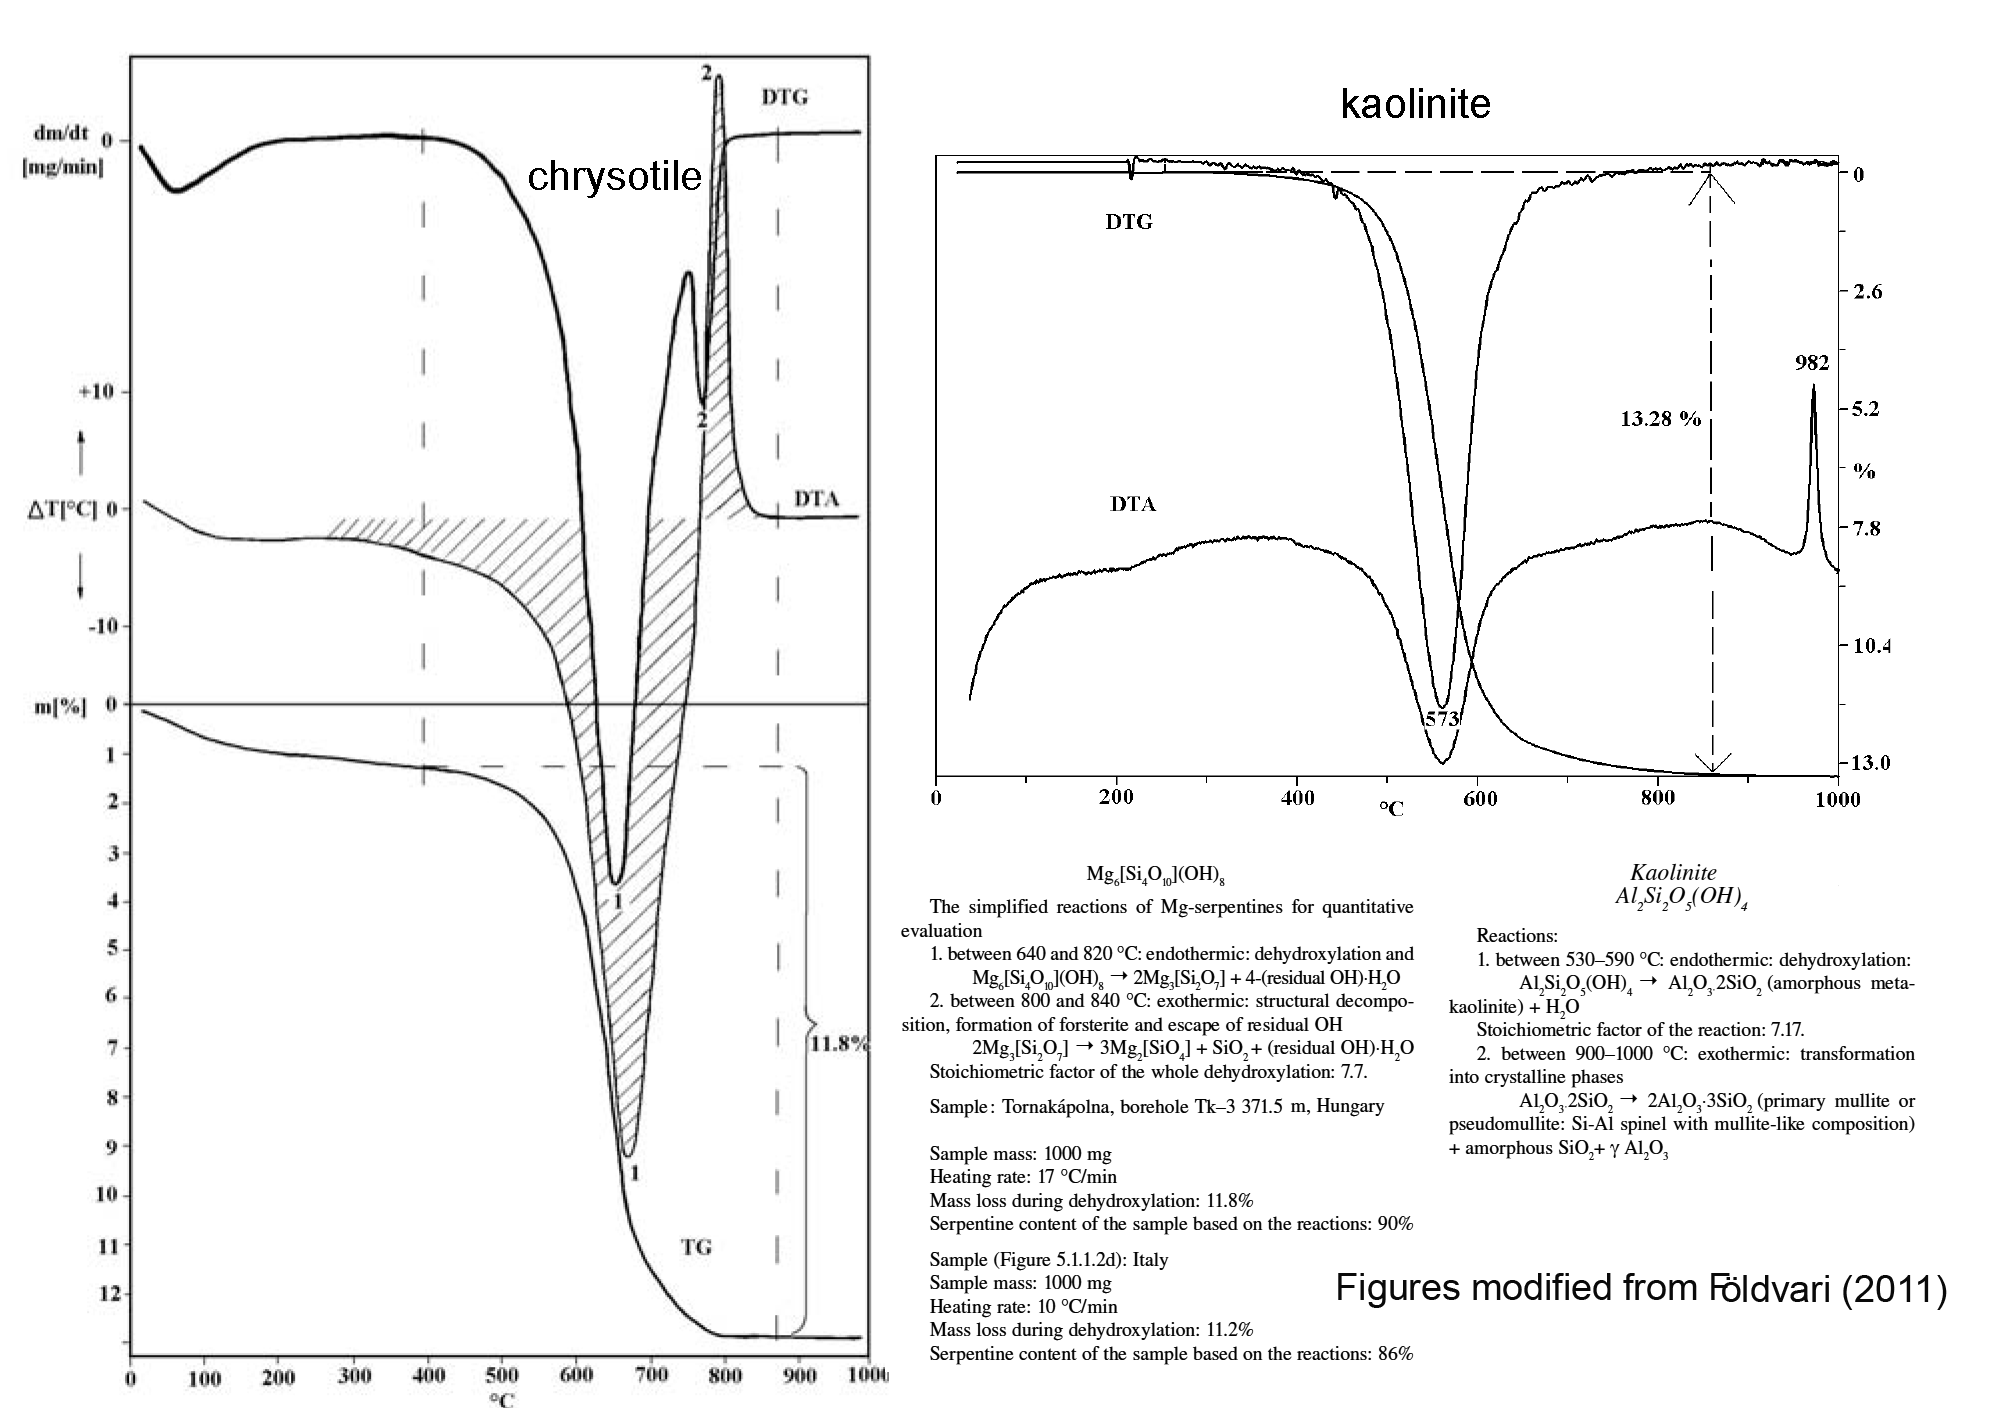 chrysotile
dm/dt
[mg/min]
0
+10
ΔT[°C] 0
-10
m[%]
0
1
2
3
4
5
6
7
8
9
10
11
12
2
DTG
2
DTA
1
1
11.8%
TG
0
100
200
300
400
500
600
700
800
900
1000
°C
kaolinite
DTG
DTA
573
982
13.28 %
0
2.6
5.2
%
7.8
10.4
13.0
0
200
400
600
800
1000
°C
Mg6[Si4O10](OH)8
The simplified reactions of Mg-serpentines for quantitative
evaluation
1. between 640 and 820 °C: endothermic: dehydroxylation and
Mg6[Si4O10](OH)8 → 2Mg3[Si2O7] + 4-(residual OH)·H2O
2. between 800 and 840 °C: exothermic: structural decompo-
sition, formation of forsterite and escape of residual OH
2Mg3[Si2O7] → 3Mg2[SiO4] + SiO2 + (residual OH)·H2O
Stoichiometric factor of the whole dehydroxylation: 7.7.
Sample: Tornakápolna, borehole Tk–3 371.5 m, Hungary
Sample mass: 1000 mg
Heating rate: 17 °C/min
Mass loss during dehydroxylation: 11.8%
Serpentine content of the sample based on the reactions: 90%
Sample (Figure 5.1.1.2d): Italy
Sample mass: 1000 mg
Heating rate: 10 °C/min
Mass loss during dehydroxylation: 11.2%
Serpentine content of the sample based on the reactions: 86%
Kaolinite
Al2Si2O5(OH)4
Reactions:
1. between 530–590 °C: endothermic: dehydroxylation:
Al2Si2O5(OH)4 → Al2O3·2SiO2 (amorphous meta-
kaolinite) + H2O
Stoichiometric factor of the reaction: 7.17.
2. between 900–1000 °C: exothermic: transformation
into crystalline phases
Al2O3·2SiO2 → 2Al2O3·3SiO2 (primary mullite or
pseudomullite: Si-Al spinel with mullite-like composition)
+ amorphous SiO2 + γ Al2O3
Figures modified from Földvari (2011)